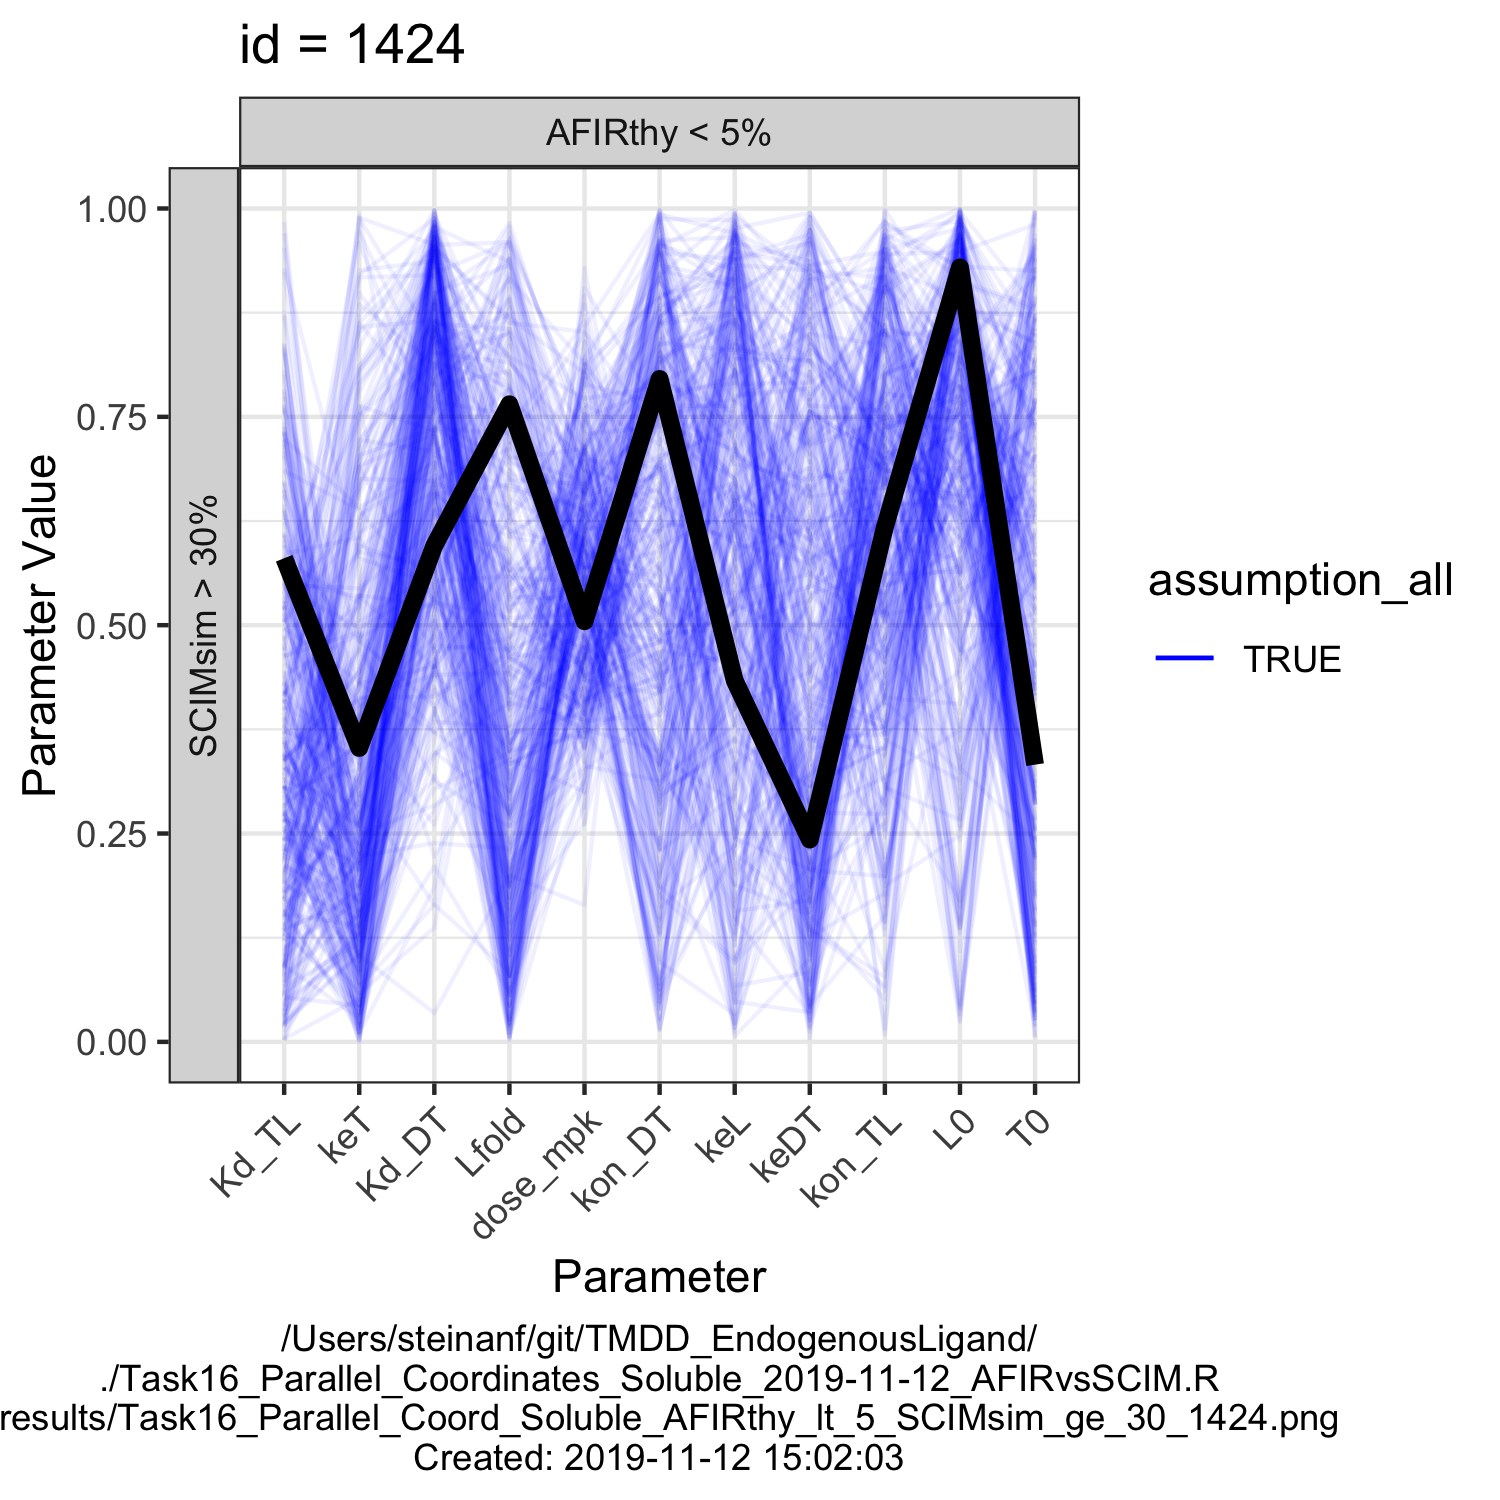 id = 1424
AFIRthy < 5%
SCIMsim > 30%
Parameter Value
1.00
0.75
0.50
0.25
0.00
Kd_TL
keT
Kd_DT
Lfold
dose_mpk
kon_DT
keL
keDT
kon_TL
L0
T0
Parameter
assumption_all
TRUE
/Users/steinanf/git/TMDD_EndogenousLigand/
./Task16_Parallel_Coordinates_Soluble_2019-11-12_AFIRvsSCIM.R
results/Task16_Parallel_Coord_Soluble_AFIRthy_lt_5_SCIMsim_ge_30_1424.png
Created: 2019-11-12 15:02:03